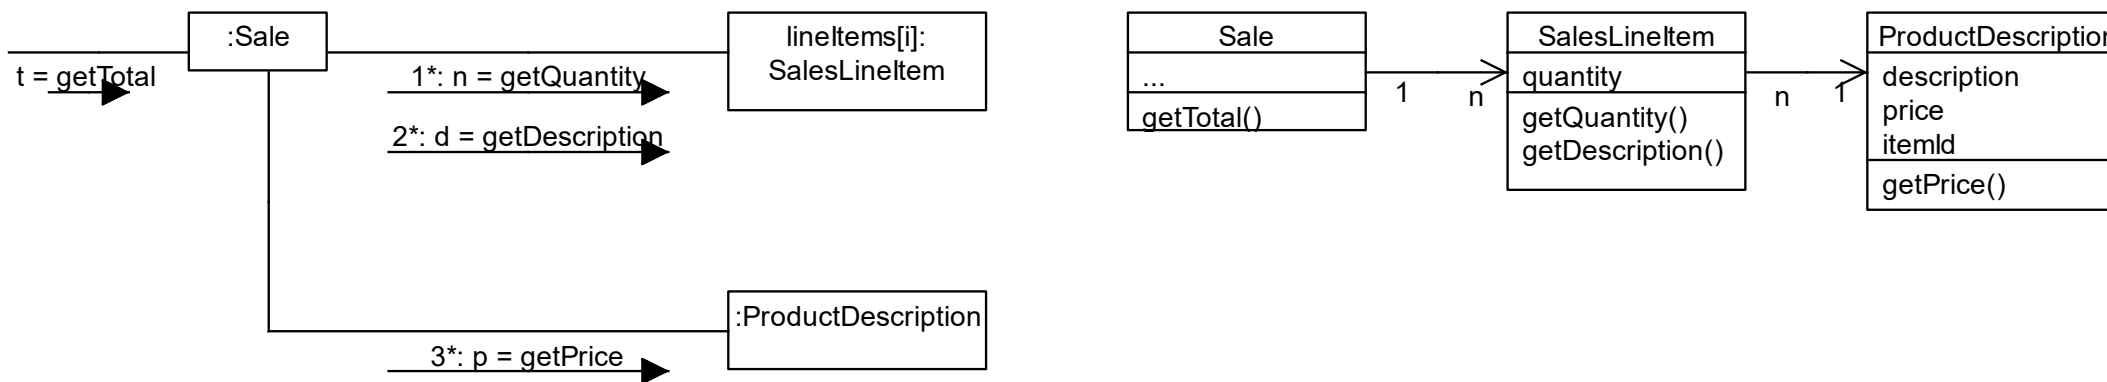 :Sale
t = getTotal
1*: n = getQuantity
2*: d = getDescription
lineItems[i]:
SalesLineItem
:ProductDescription
3*: p = getPrice
Sale
...
getTotal()
1
n
SalesLineItem
quantity
getQuantity()
getDescription()
n
1
ProductDescription
description
price
itemId
getPrice()